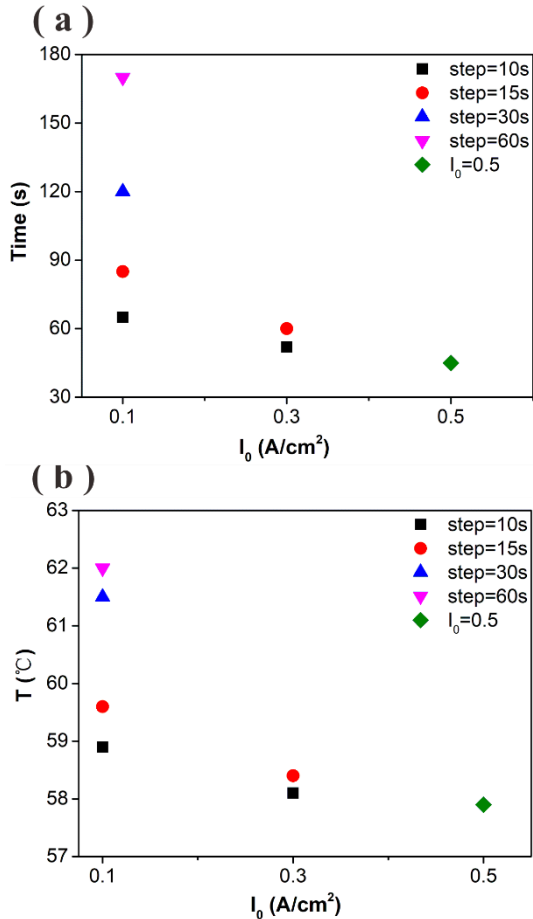 ( a )
180
150
120
90
60
30
Time (s)
step=10s
step=15s
step=30s
step=60s
I₀=0.5
0.1
0.3
0.5
I₀ (A/cm²)
( b )
63
62
61
60
59
58
57
T (℃)
step=10s
step=15s
step=30s
step=60s
I₀=0.5
0.1
0.3
0.5
I₀ (A/cm²)